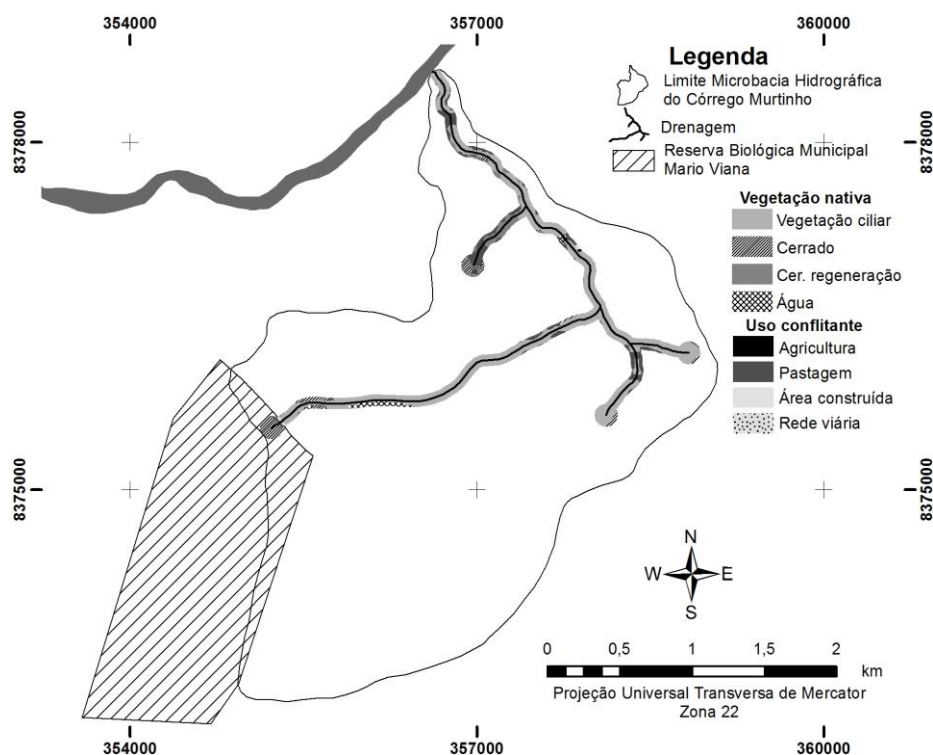 354000
357000
360000
8378000
8378000
8375000
8375000
Legenda
Limite Microbacia Hidrográfica
do Córrego Murtinho
Drenagem
Reserva Biológica Municipal
Mario Viana
Vegetação nativa
Vegetação ciliar
Cerrado
Cer. regeneração
Água
Uso conflitante
Agricultura
Pastagem
Área construída
Rede viária
N
W
E
S
0 0,5 1 1,5 2
km
Projeção Universal Transversa de Mercator
Zona 22
354000
357000
360000